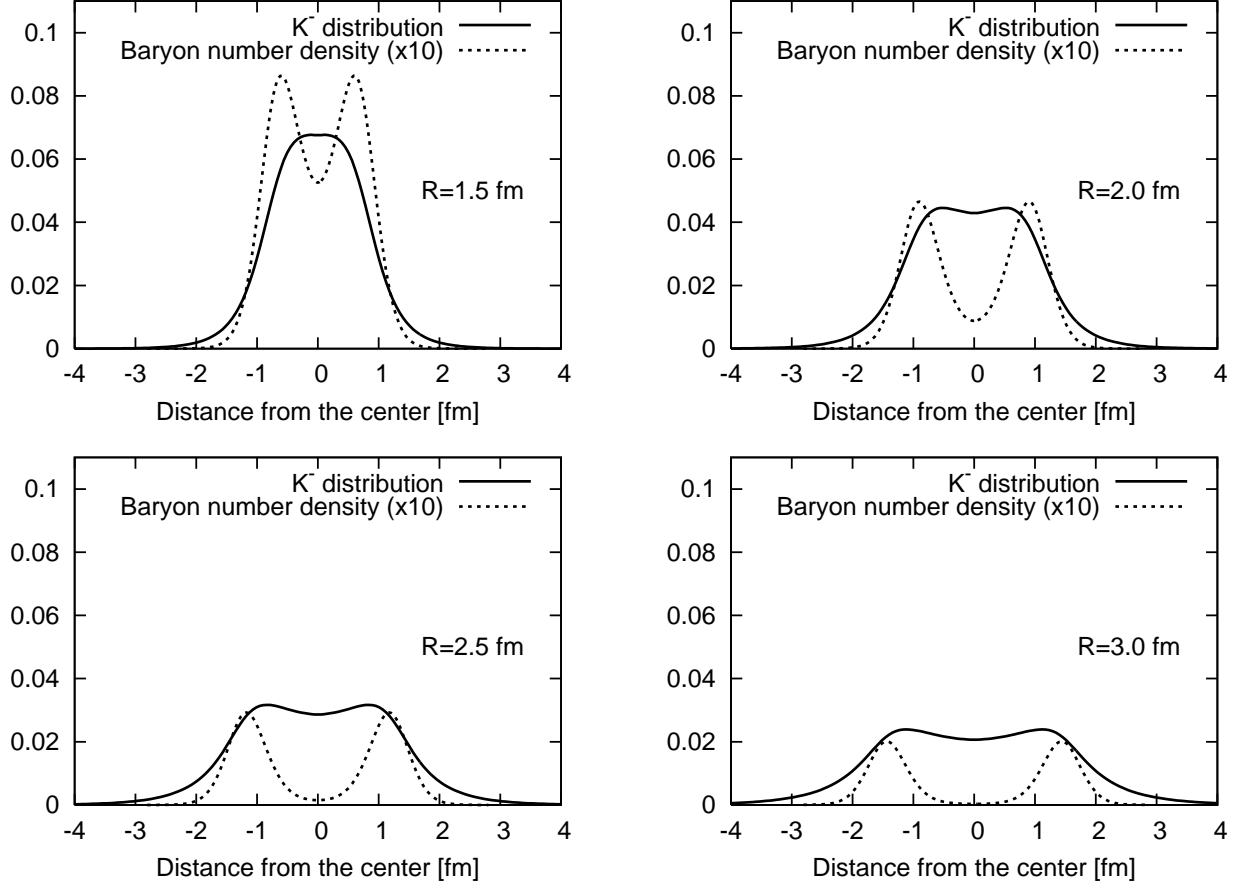 0.1
0.08
0.06
0.04
0.02
0
K⁻ distribution
Baryon number density (x10)
R=1.5 fm
-4 -3 -2 -1 0 1 2 3 4
Distance from the center [fm]
0.1
0.08
0.06
0.04
0.02
0
K⁻ distribution
Baryon number density (x10)
R=2.0 fm
-4 -3 -2 -1 0 1 2 3 4
Distance from the center [fm]
0.1
0.08
0.06
0.04
0.02
0
K⁻ distribution
Baryon number density (x10)
R=2.5 fm
-4 -3 -2 -1 0 1 2 3 4
Distance from the center [fm]
0.1
0.08
0.06
0.04
0.02
0
K⁻ distribution
Baryon number density (x10)
R=3.0 fm
-4 -3 -2 -1 0 1 2 3 4
Distance from the center [fm]